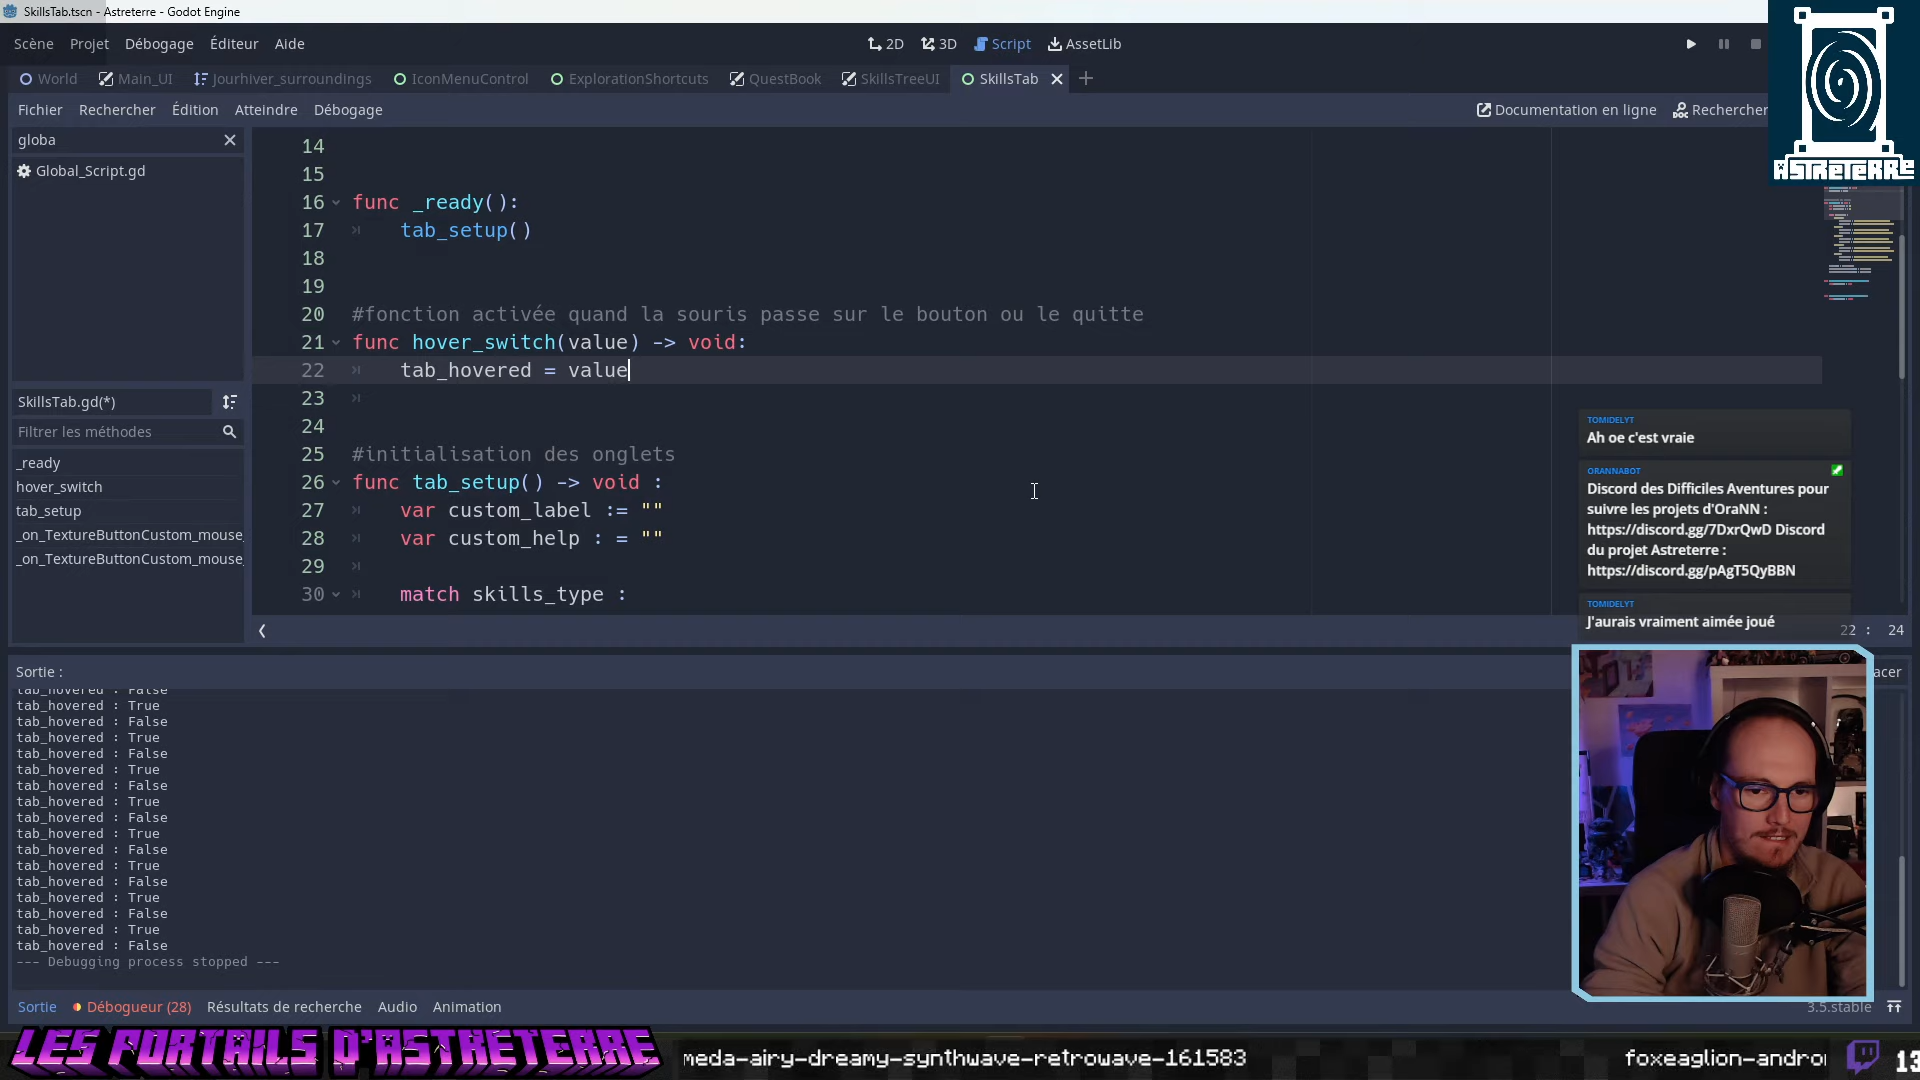 SkillsTab.tscn - Astreterre - Godot Engine
Scène Projet Débogage Éditeur Aide
2D 3D Script AssetLib
World Main_UI Jourhiver_surroundings IconMenuControl ExplorationShortcuts QuestBook SkillsTreeUI SkillsTab
Fichier Rechercher Édition Atteindre Débogage
Documentation en ligne Rechercher
ASTRETERRE
globa
Global_Script.gd
SkillsTab.gd(*)
Filtrer les méthodes
_ready
hover_switch
tab_setup
_on_TextureButtonCustom_mouse_
_on_TextureButtonCustom_mouse_
14
15
16 func _ready():
17 tab_setup()
18
19
20 #fonction activée quand la souris passe sur le bouton ou le quitte
21 func hover_switch(value) -> void:
22 tab_hovered = value
23
24
25 #initialisation des onglets
26 func tab_setup() -> void :
27 var custom_label := ""
28 var custom_help : = ""
29
30 match skills_type :
22 : 24
TOMIDELYT
Ah oe c'est vraie
ORANNABOT
Discord des Difficiles Aventures pour
suivre les projets d'OraNN :
https://discord.gg/7DxrQwD Discord
du projet Astreterre :
https://discord.gg/pAgT5QyBBN
TOMIDELYT
J'aurais vraiment aimée joué
Sortie :
acer
tab_hovered : False
tab_hovered : True
tab_hovered : False
tab_hovered : True
tab_hovered : False
tab_hovered : True
tab_hovered : False
tab_hovered : True
tab_hovered : False
tab_hovered : True
tab_hovered : False
tab_hovered : True
tab_hovered : False
tab_hovered : True
tab_hovered : False
tab_hovered : True
tab_hovered : False
--- Debugging process stopped ---
Sortie Débogueur (28) Résultats de recherche Audio Animation
3.5.stable
LES PORTAILS D'ASTRETERRE
meda-airy-dreamy-synthwave-retrowave-161583
foxeaglion-andro
13